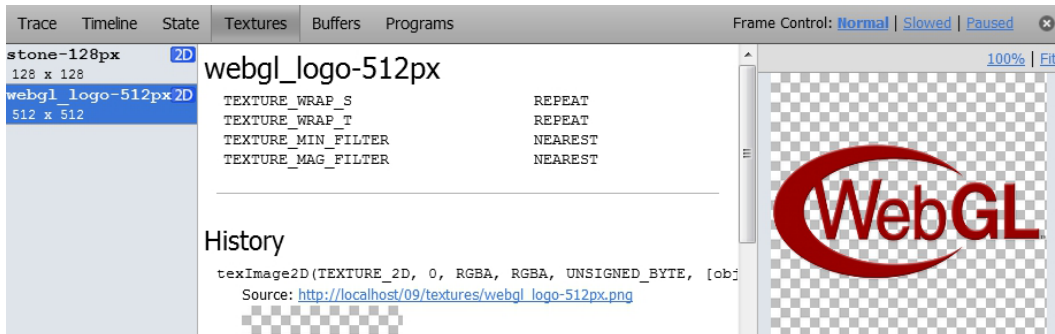 Trace Timeline State Textures Buffers Programs Frame Control: Normal | Slowed | Paused
stone-128px 2D
128 x 128
webgl_logo-512px 2D
512 x 512
webgl_logo-512px
TEXTURE_WRAP_S REPEAT
TEXTURE_WRAP_T REPEAT
TEXTURE_MIN_FILTER NEAREST
TEXTURE_MAG_FILTER NEAREST
History
texImage2D(TEXTURE_2D, 0, RGBA, RGBA, UNSIGNED_BYTE, [obj
Source: http://localhost/09/textures/webgl_logo-512px.png
100% | Fit
WebGL